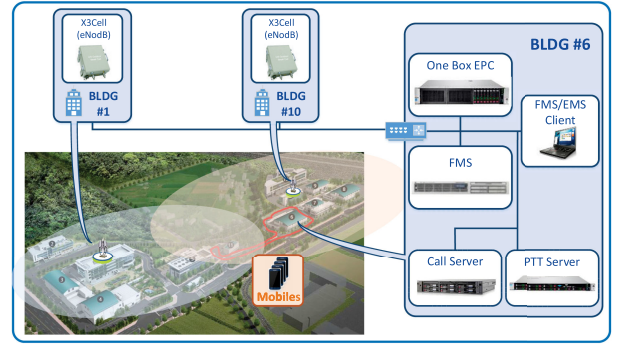 X3Cell
(eNodB)
BLDG
#1
X3Cell
(eNodB)
BLDG
#10
BLDG #6
One Box EPC
FMS/EMS
Client
FMS
Call Server
PTT Server
Mobiles